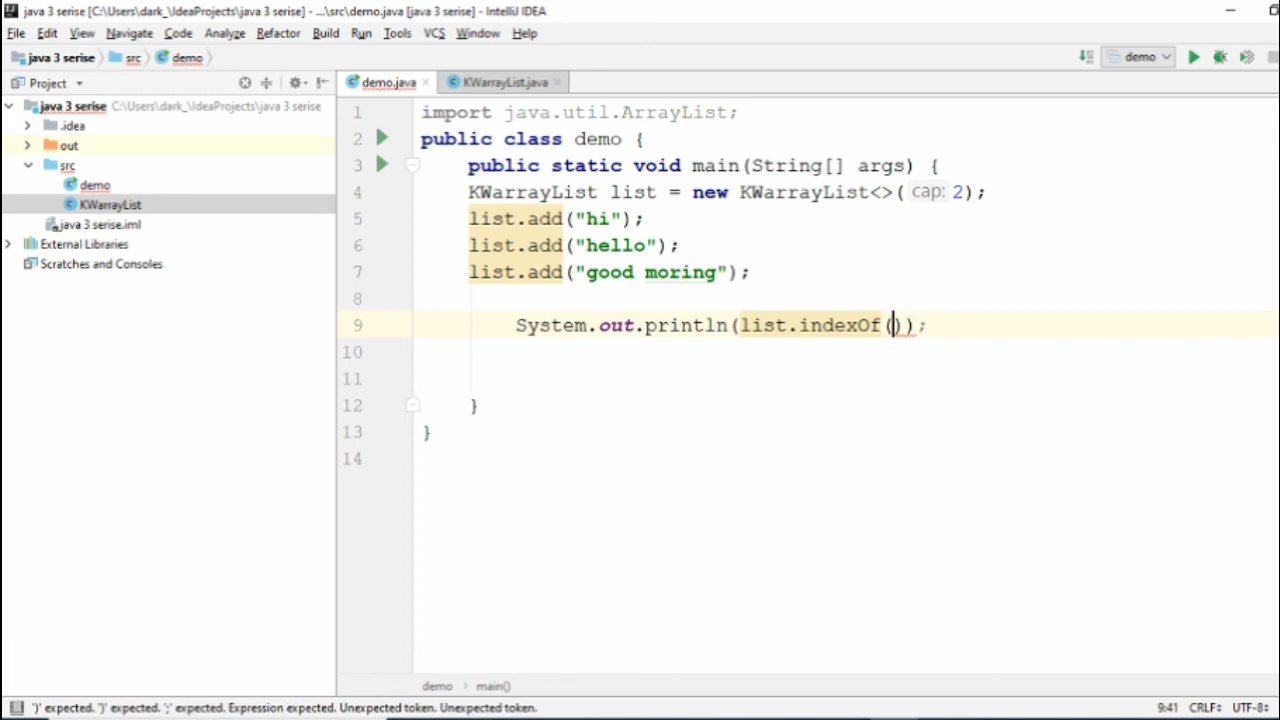 java 3 serise [C:\Users\dark_\IdeaProjects\java 3 serise] - ...\src\demo.java [java 3 serise] - IntelliJ IDEA
File Edit View Navigate Code Analyze Refactor Build Run Tools VCS Window Help
java 3 serise src demo demo
Project demo.java KWarrayList.java
java 3 serise C:\Users\dark_\IdeaProjects\java 3 serise
.idea
out
src
demo
KWarrayList
java 3 serise.iml
External Libraries
Scratches and Consoles
1 import java.util.ArrayList;
2 public class demo {
3 public static void main(String[] args) {
4 KWarrayList list = new KWarrayList<>( cap: 2);
5 list.add("hi");
6 list.add("hello");
7 list.add("good moring");
8
9 System.out.println(list.indexOf());
10
11
12 }
13 }
14
demo main()
')' expected. ')' expected. ';' expected. Expression expected. Unexpected token. Unexpected token. 9:41 CRLF UTF-8